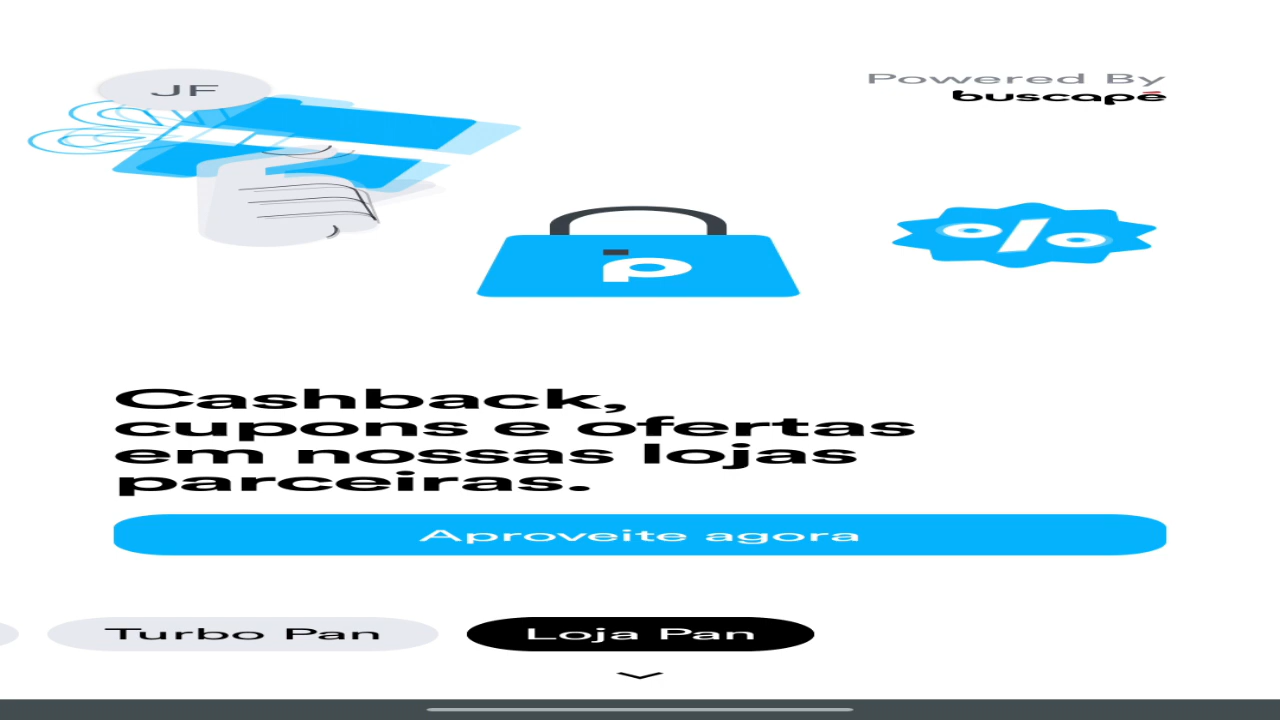 JF
Powered By
buscapé
Cashback,
cupons e ofertas
em nossas lojas
parceiras.
Aproveite agora
Turbo Pan
Loja Pan